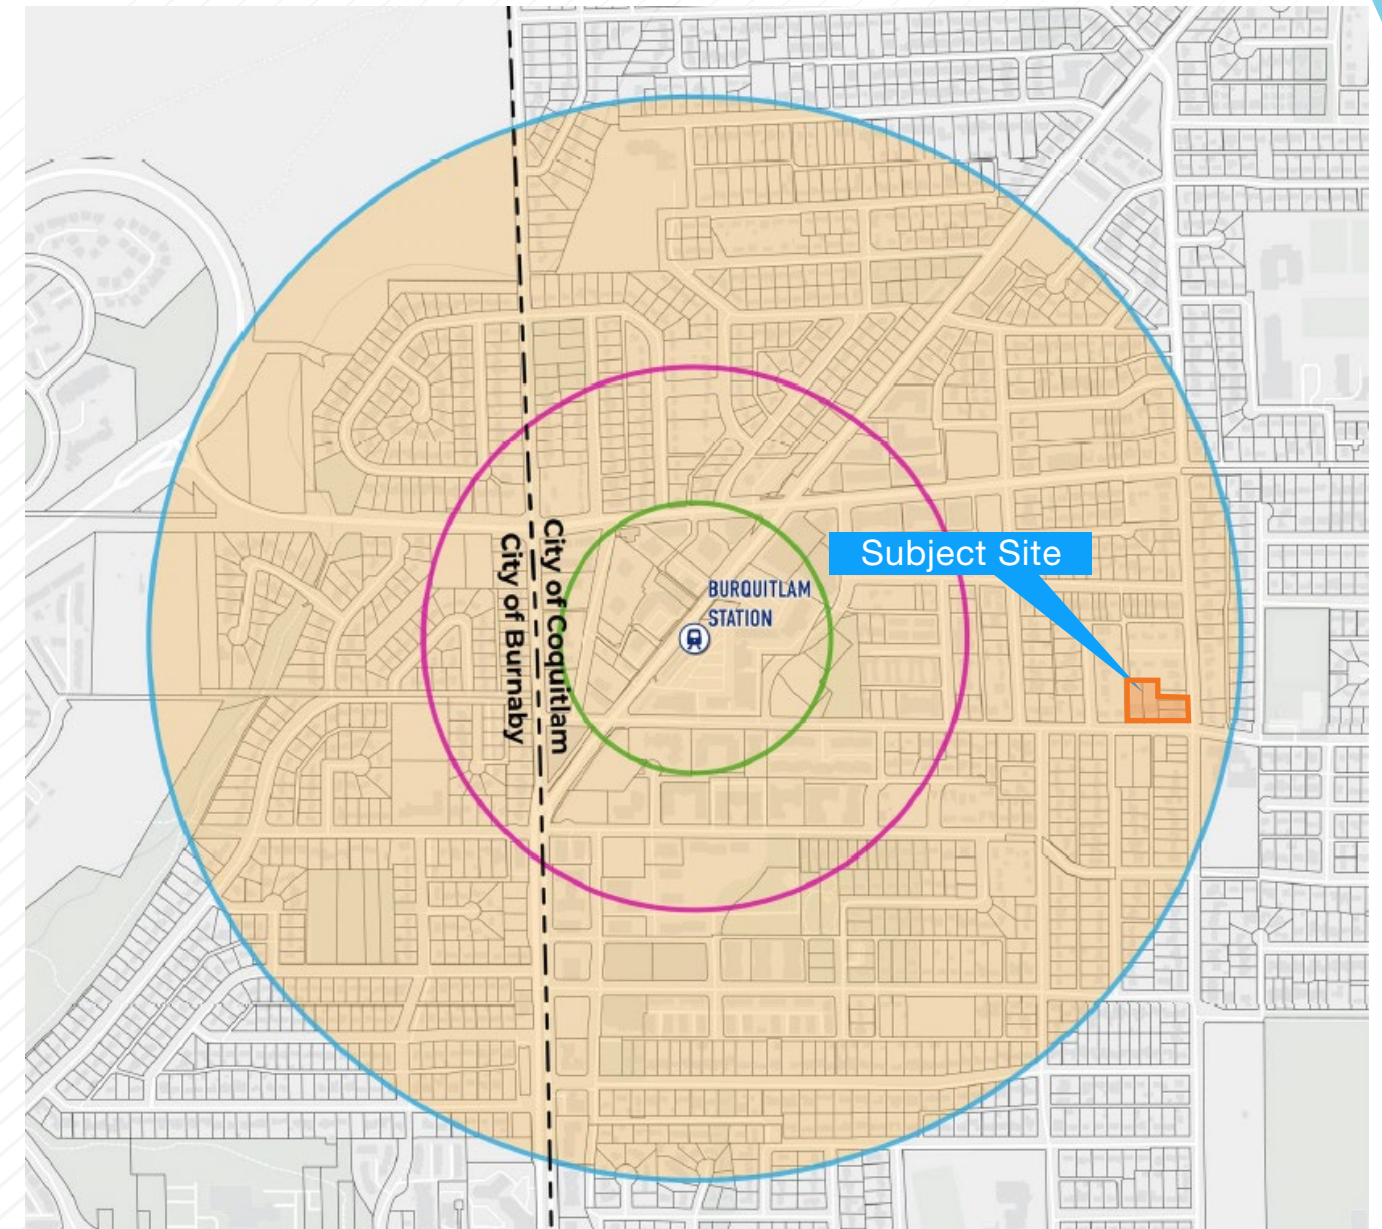 Subject Site
BURQUITLAM
STATION
City of Coquitlam
City of Burnaby